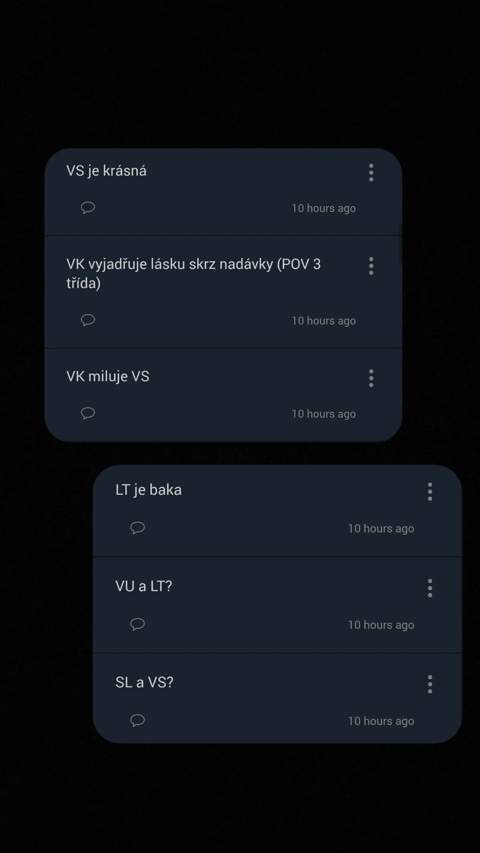 VS je krásná
10 hours ago
VK vyjadřuje lásku skrz nadávky (POV 3
třída)
10 hours ago
VK miluje VS
10 hours ago
LT je baka
10 hours ago
VU a LT?
10 hours ago
SL a VS?
10 hours ago